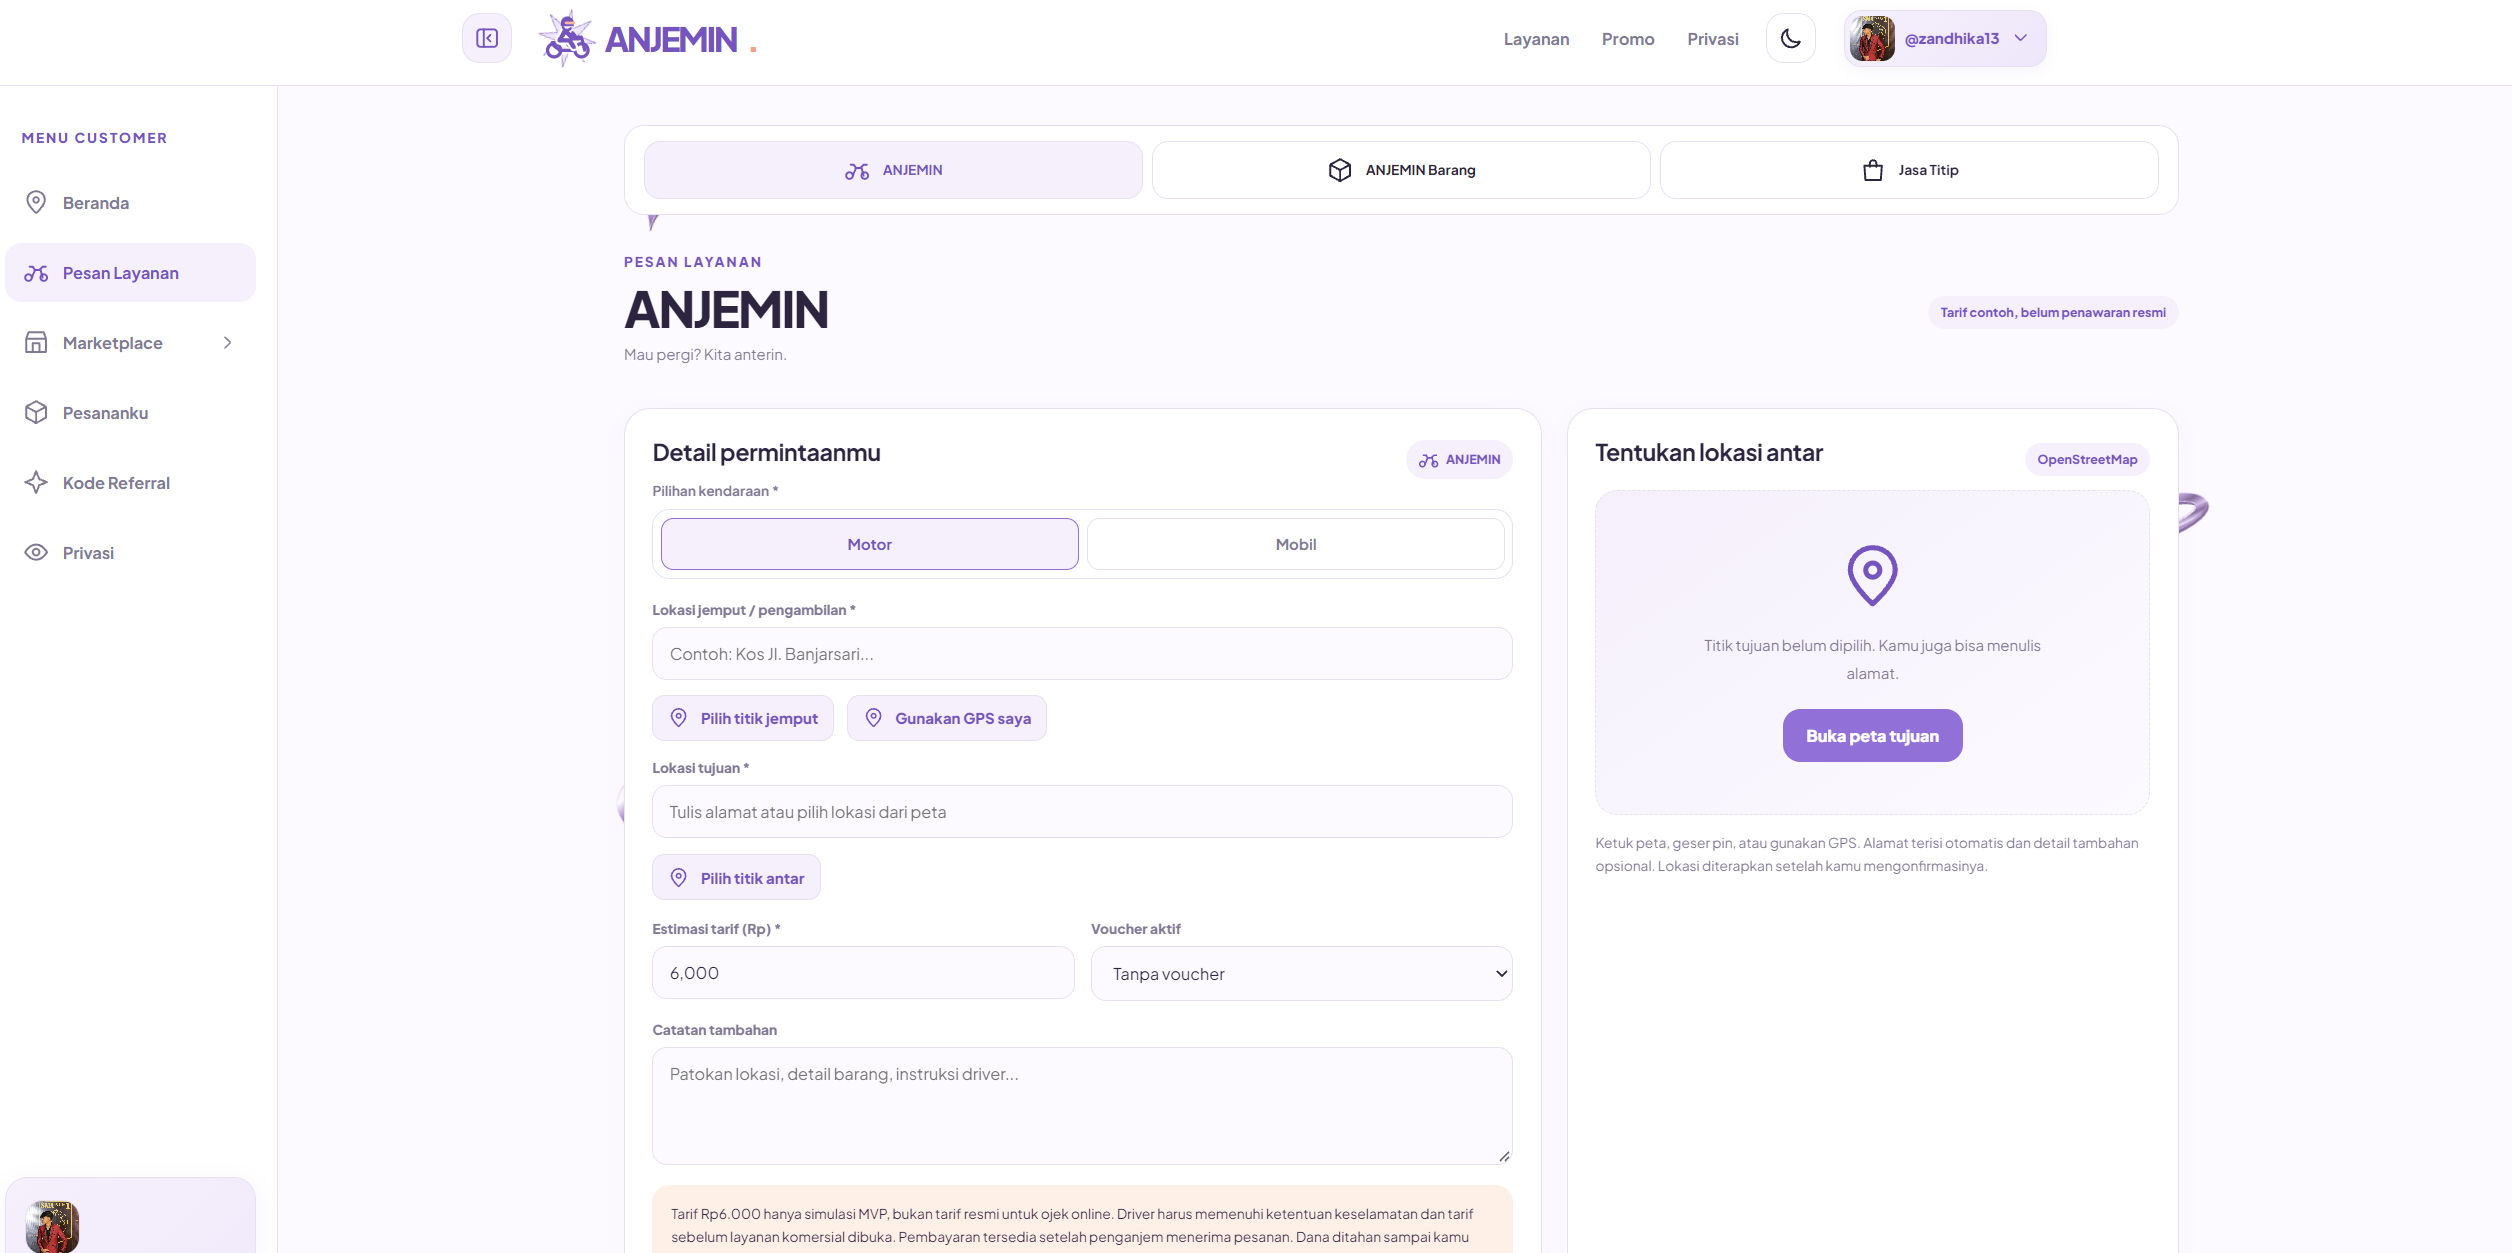 ANJEMIN .
Layanan
Promo
Privasi
@zandhika13
MENU CUSTOMER
Beranda
Pesan Layanan
Marketplace
Pesananku
Kode Referral
Privasi
ANJEMIN
ANJEMIN Barang
Jasa Titip
PESAN LAYANAN
ANJEMIN
Mau pergi? Kita anterin.
Tarif contoh, belum penawaran resmi
Detail permintaanmu
ANJEMIN
Pilihan kendaraan *
Motor
Mobil
Lokasi jemput / pengambilan *
Contoh: Kos Jl. Banjarsari...
Pilih titik jemput
Gunakan GPS saya
Lokasi tujuan *
Tulis alamat atau pilih lokasi dari peta
Pilih titik antar
Estimasi tarif (Rp) *
6,000
Voucher aktif
Tanpa voucher
Catatan tambahan
Patokan lokasi, detail barang, instruksi driver...
Tarif Rp6.000 hanya simulasi MVP, bukan tarif resmi untuk ojek online. Driver harus memenuhi ketentuan keselamatan dan tarif
sebelum layanan komersial dibuka. Pembayaran tersedia setelah penganjem menerima pesanan. Dana ditahan sampai kamu
Tentukan lokasi antar
OpenStreetMap
Titik tujuan belum dipilih. Kamu juga bisa menulis
alamat.
Buka peta tujuan
Ketuk peta, geser pin, atau gunakan GPS. Alamat terisi otomatis dan detail tambahan
opsional. Lokasi diterapkan setelah kamu mengonfirmasinya.